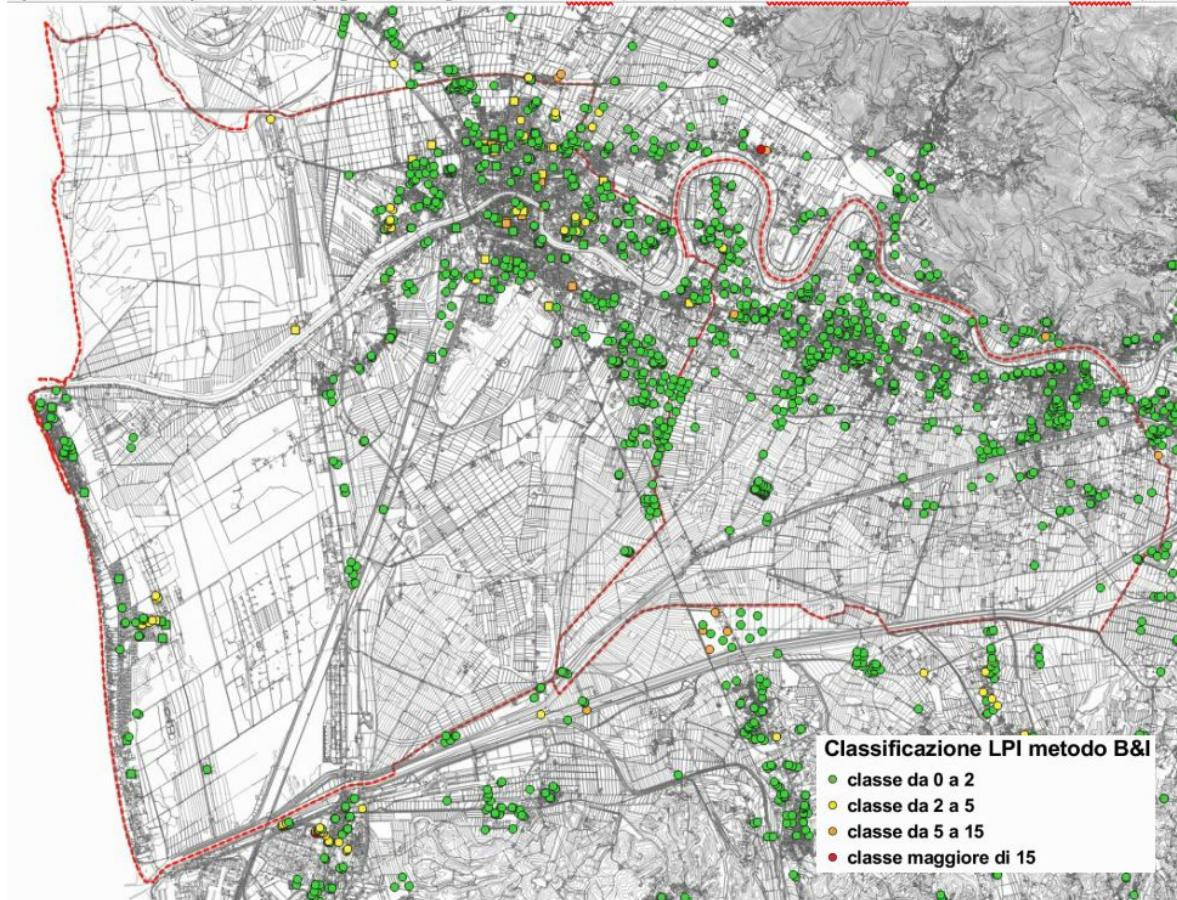 Classificazione LPI metodo B&I
classe da 0 a 2
classe da 2 a 5
classe da 5 a 15
classe maggiore di 15